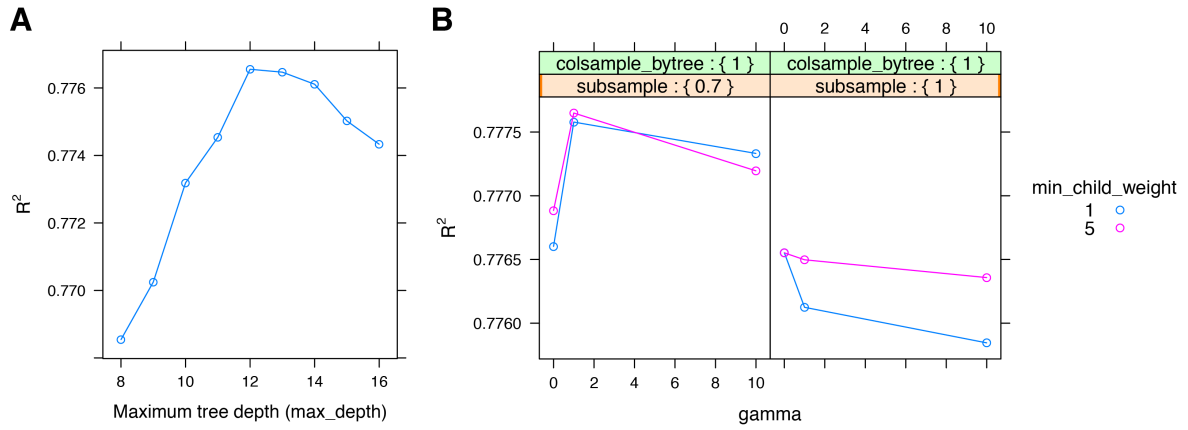 A
R2
0.776
0.774
0.772
0.770
8 10 12 14 16
Maximum tree depth (max_depth)
B
0 2 4 6 8 10
colsample_bytree : { 1 } colsample_bytree : { 1 }
subsample : { 0.7 } subsample : { 1 }
R2
0.7775
0.7770
0.7765
0.7760
0 2 4 6 8 10
gamma
min_child_weight
1
5